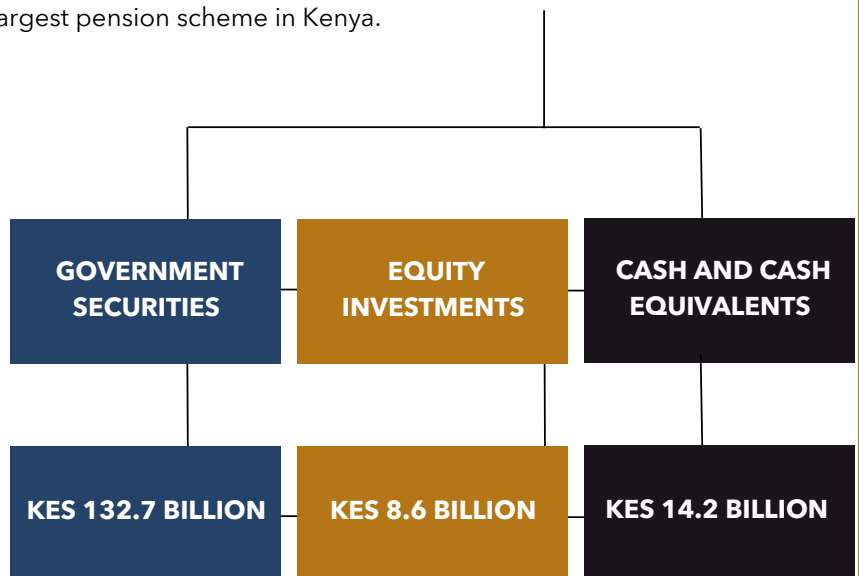 largest pension scheme in Kenya.
GOVERNMENT
SECURITIES
EQUITY
INVESTMENTS
CASH AND CASH
EQUIVALENTS
KES 132.7 BILLION
KES 8.6 BILLION
KES 14.2 BILLION